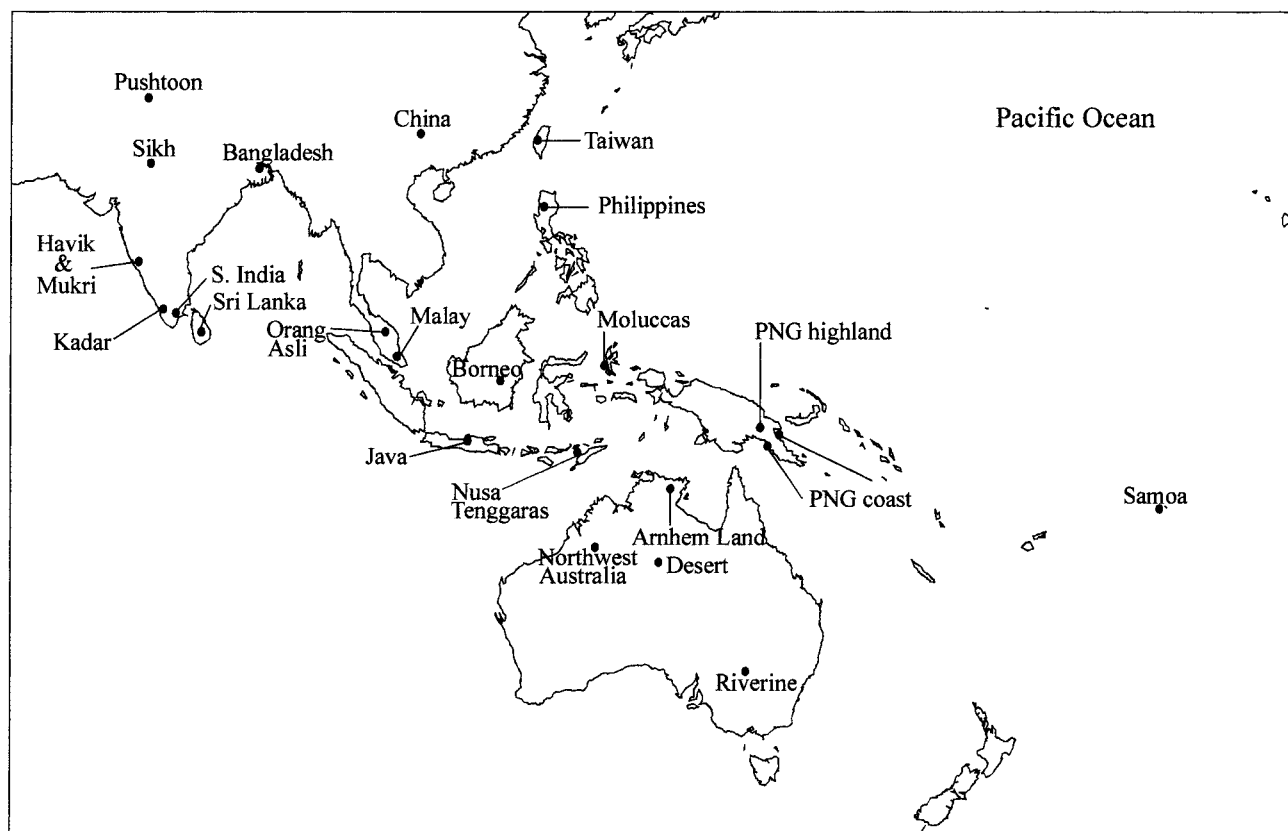 Pushtoon
China
Pacific Ocean
Sikh
Bangladesh
Taiwan
Philippines
Havik
&
Mukri
S. India
Sri Lanka
Kadar
Orang
Asli
Malay
Moluccas
PNG highland
Borneo
Java
Nusa
Tenggaras
PNG coast
Samoa
Arnhem Land
Northwest
Australia
Desert
Riverine